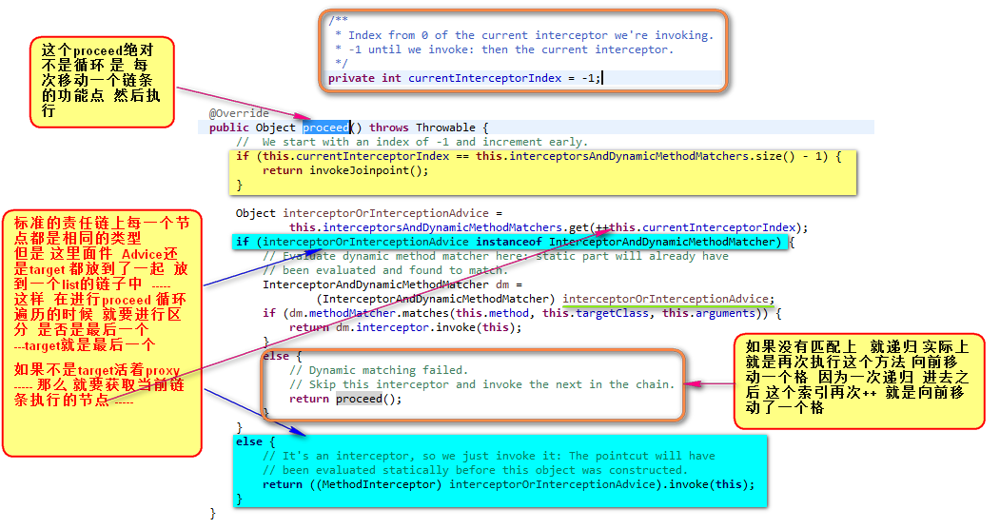 /**
* Index from 0 of the current interceptor we're invoking.
* -1 until we invoke: then the current interceptor.
*/
private int currentInterceptorIndex = -1;
这个proceed绝对
不是循环 是 每
次移动一个链条
的功能点 然后执
行
@Override
public Object proceed() throws Throwable {
// We start with an index of -1 and increment early.
if (this.currentInterceptorIndex == this.interceptorsAndDynamicMethodMatchers.size() - 1) {
return invokeJoinpoint();
}
Object interceptorOrInterceptionAdvice =
this.interceptorsAndDynamicMethodMatchers.get(++this.currentInterceptorIndex);
if (interceptorOrInterceptionAdvice instanceof InterceptorAndDynamicMethodMatcher) {
// Evaluate dynamic method matcher here: static part will already have
// been evaluated and found to match.
InterceptorAndDynamicMethodMatcher dm =
(InterceptorAndDynamicMethodMatcher) interceptorOrInterceptionAdvice;
if (dm.methodMatcher.matches(this.method, this.targetClass, this.arguments)) {
return dm.interceptor.invoke(this);
}
else {
// Dynamic matching failed.
// Skip this interceptor and invoke the next in the chain.
return proceed();
}
}
else {
// It's an interceptor, so we just invoke it: The pointcut will have
// been evaluated statically before this object was constructed.
return ((MethodInterceptor) interceptorOrInterceptionAdvice).invoke(this);
}
}
标准的责任链上每一个节
点都是相同的类型
但是 这里面件 Advice还
是target 都放到了一起 放
到一个list的链子中 -----
这样 在进行proceed 循环
遍历的时候 就要进行区
分 是否是最后一个
---target就是最后一个
如果不是target活着proxy
----- 那么 就要获取当前链
条执行的节点 -----
如果没有匹配上 就递归 实际上
就是再次执行这个方法 向前移
动一个格 因为一次递归 进去之
后 这个索引再次++ 就是向前移
动了一个格